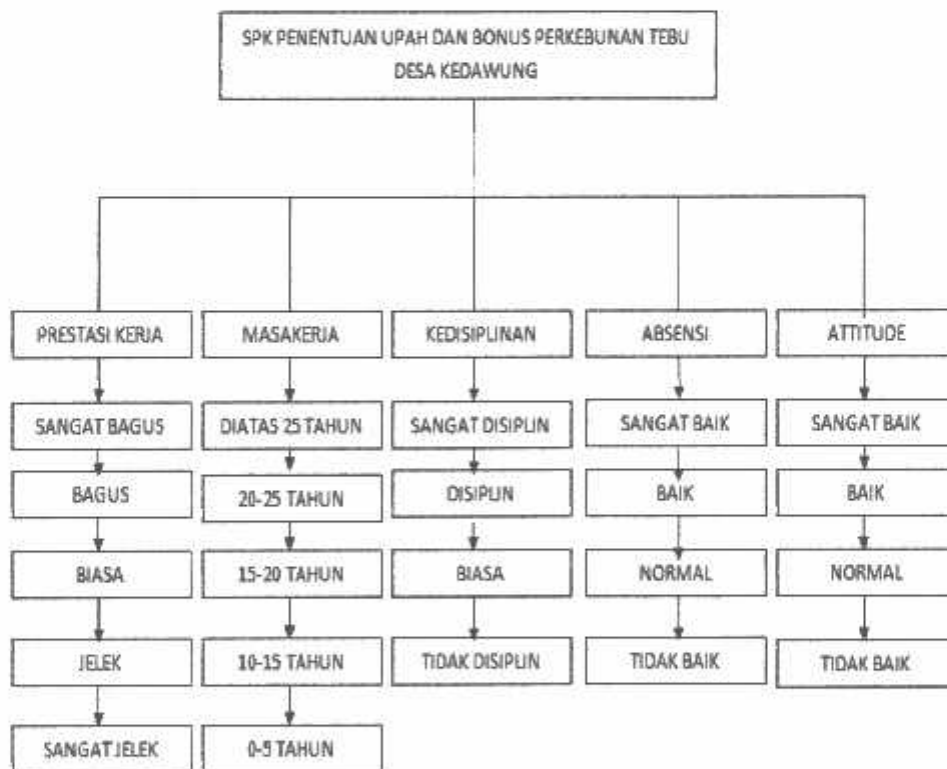 SPK PENENTUAN UPAH DAN BONUS PERKEBUNAN TEBU
DESA KEDAWUNG
PRESTASI KERJA
MASAKERJA
KEDISIPLINAN
ABSENSI
ATTITUDE
SANGAT BAGUS
DIATAS 25 TAHUN
SANGAT DISIPLIN
SANGAT BAIK
SANGAT BAIK
BAGUS
20-25 TAHUN
DISIPLIN
BAIK
BAIK
BIASA
15-20 TAHUN
BIASA
NORMAL
NORMAL
JELEK
10-15 TAHUN
TIDAK DISIPLIN
TIDAK BAIK
TIDAK BAIK
SANGAT JELEK
0-5 TAHUN